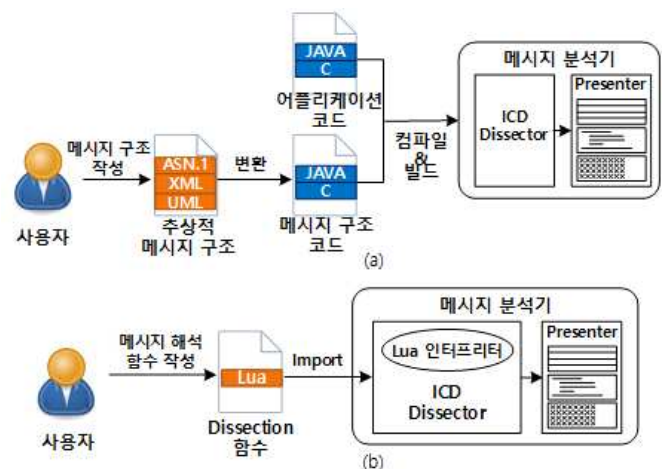 JAVA
C
어플리케이션
코드
메시지 구조
작성
사용자
ASN.1
XML
UML
추상적
메시지 구조
변환
JAVA
C
메시지 구조
코드
컴파일
&
빌드
메시지 분석기
ICD
Dissector
Presenter
(a)
메시지 해석
함수 작성
사용자
Lua
Dissection
함수
Import
메시지 분석기
Lua 인터프리터
ICD
Dissector
Presenter
(b)